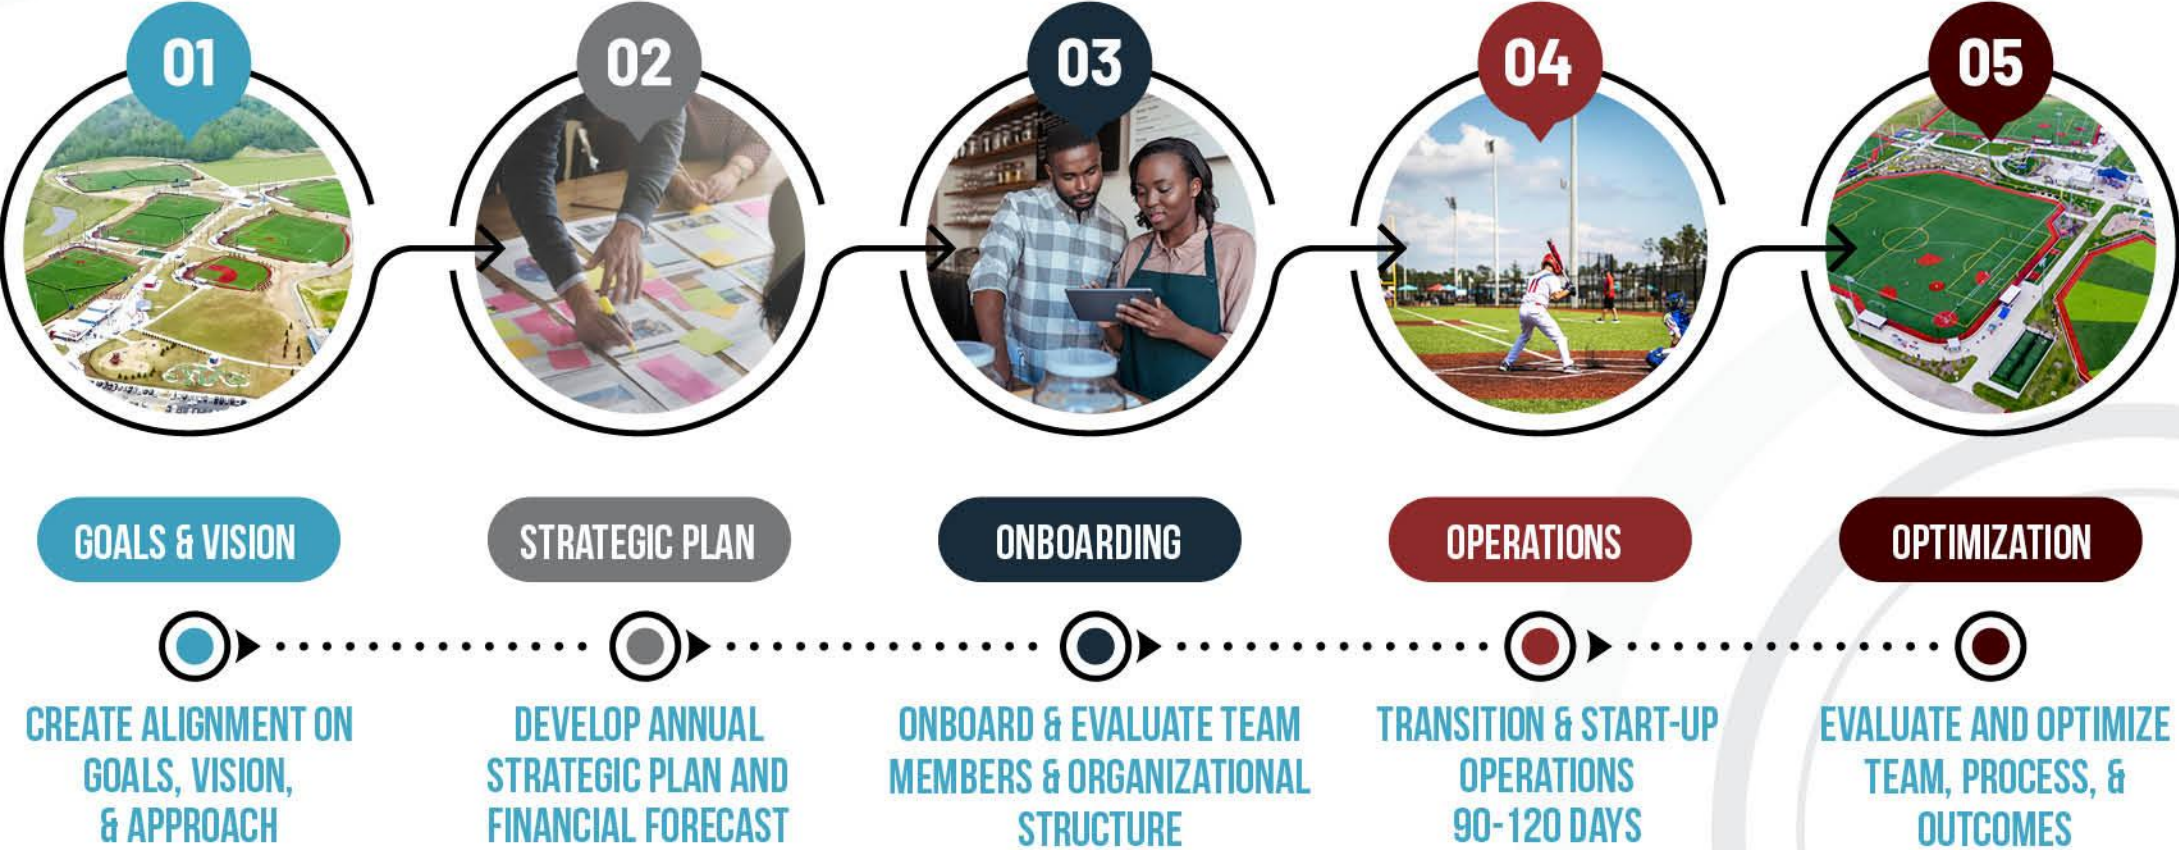 01
02
03
04
05
GOALS & VISION
STRATEGIC PLAN
ONBOARDING
OPERATIONS
OPTIMIZATION
CREATE ALIGNMENT ON
GOALS, VISION,
& APPROACH
DEVELOP ANNUAL
STRATEGIC PLAN AND
FINANCIAL FORECAST
ONBOARD & EVALUATE TEAM
MEMBERS & ORGANIZATIONAL
STRUCTURE
TRANSITION & START-UP
OPERATIONS
90-120 DAYS
EVALUATE AND OPTIMIZE
TEAM, PROCESS, &
OUTCOMES